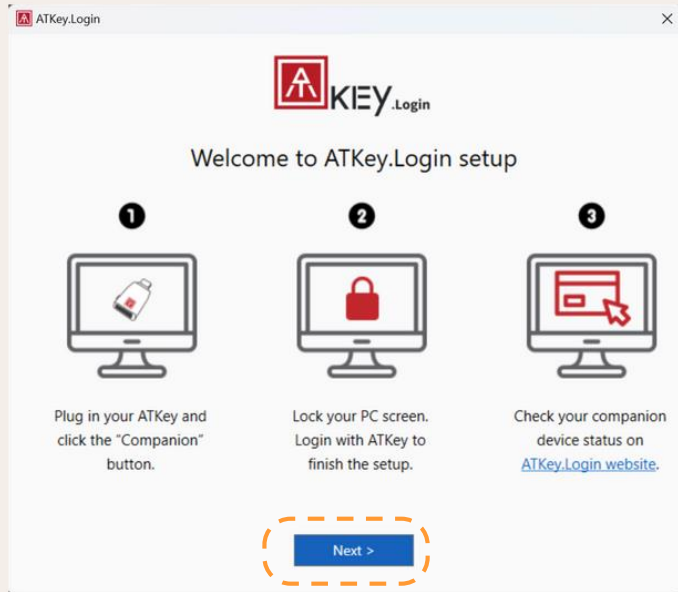 ATKey.Login
ATKEY.Login
Welcome to ATKey.Login setup
1
2
3
Plug in your ATKey and
click the "Companion"
button.
Lock your PC screen.
Login with ATKey to
finish the setup.
Check your companion
device status on
ATKey.Login website.
Next >